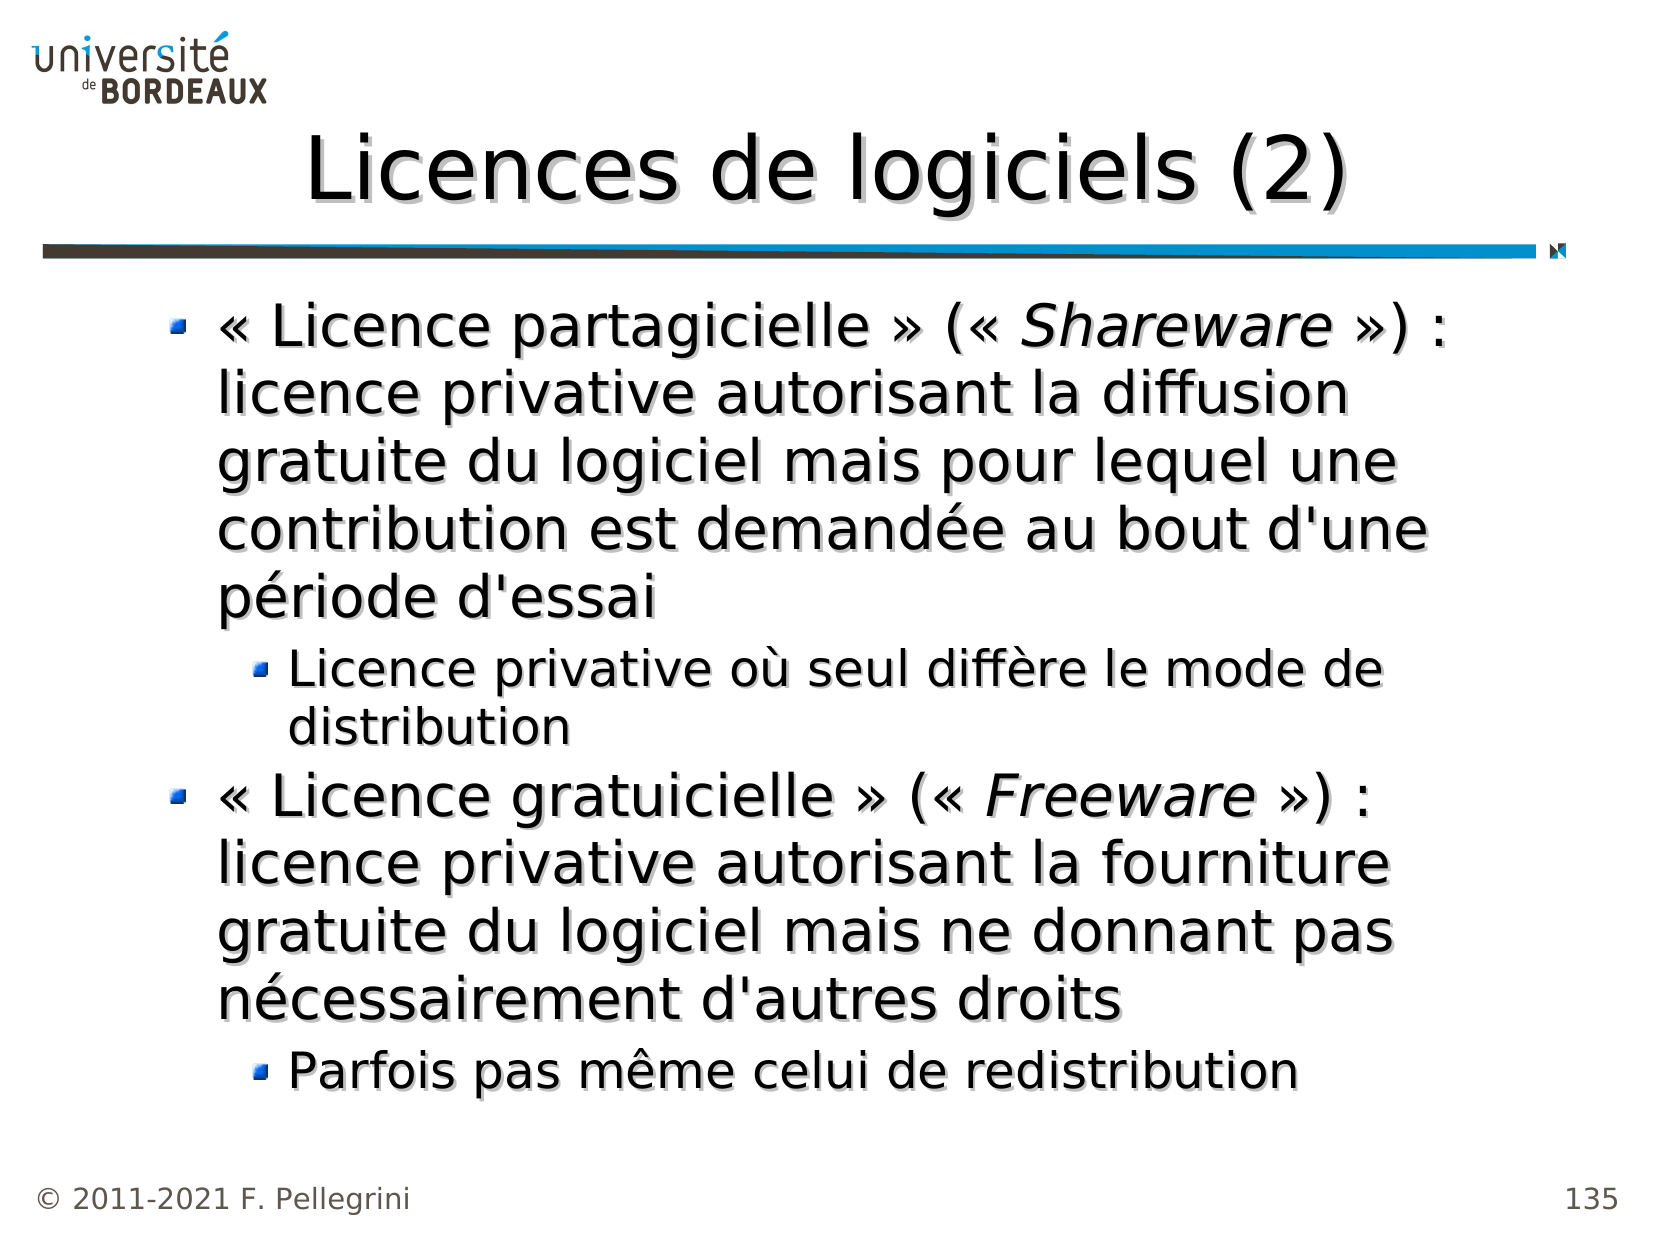 université
de BORDEAUX
Licences de logiciels (2)
« Licence partagicielle » (« Shareware ») :
licence privative autorisant la diffusion
gratuite du logiciel mais pour lequel une
contribution est demandée au bout d'une
période d'essai
Licence privative où seul diffère le mode de
distribution
« Licence gratuicielle » (« Freeware ») :
licence privative autorisant la fourniture
gratuite du logiciel mais ne donnant pas
nécessairement d'autres droits
Parfois pas même celui de redistribution
© 2011-2021 F. Pellegrini
135